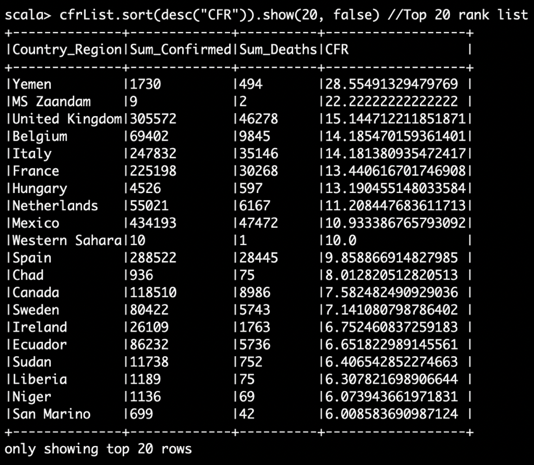 scala> cfrList.sort(desc("CFR")).show(20, false) //Top 20 rank list
+--------------+-------------+----------+------------------+
|Country_Region|Sum_Confirmed|Sum_Deaths|CFR               |
+--------------+-------------+----------+------------------+
|Yemen         |1730         |494       |28.55491329479769 |
|MS Zaandam    |9            |2         |22.22222222222222 |
|United Kingdom|305572       |46278     |15.144712211851871|
|Belgium       |69402        |9845      |14.185470159361401|
|Italy         |247832       |35146     |14.181380935472417|
|France        |225198       |30268     |13.440616701746908|
|Hungary       |4526         |597       |13.190455148033584|
|Netherlands   |55021        |6167      |11.208447683611713|
|Mexico        |434193       |47472     |10.933386765793092|
|Western Sahara|10           |1         |10.0              |
|Spain         |288522       |28445     |9.858866914827985 |
|Chad          |936          |75        |8.012820512820513 |
|Canada        |118510       |8986      |7.582482490929036 |
|Sweden        |80422        |5743      |7.141080798786402 |
|Ireland       |26109        |1763      |6.752460837259183 |
|Ecuador       |86232        |5736      |6.651822989145561 |
|Sudan         |11738        |752       |6.406542852274663 |
|Liberia       |1189         |75        |6.307821698906644 |
|Niger         |1136         |69        |6.073943661971831 |
|San Marino    |699          |42        |6.008583690987124 |
+--------------+-------------+----------+------------------+
only showing top 20 rows